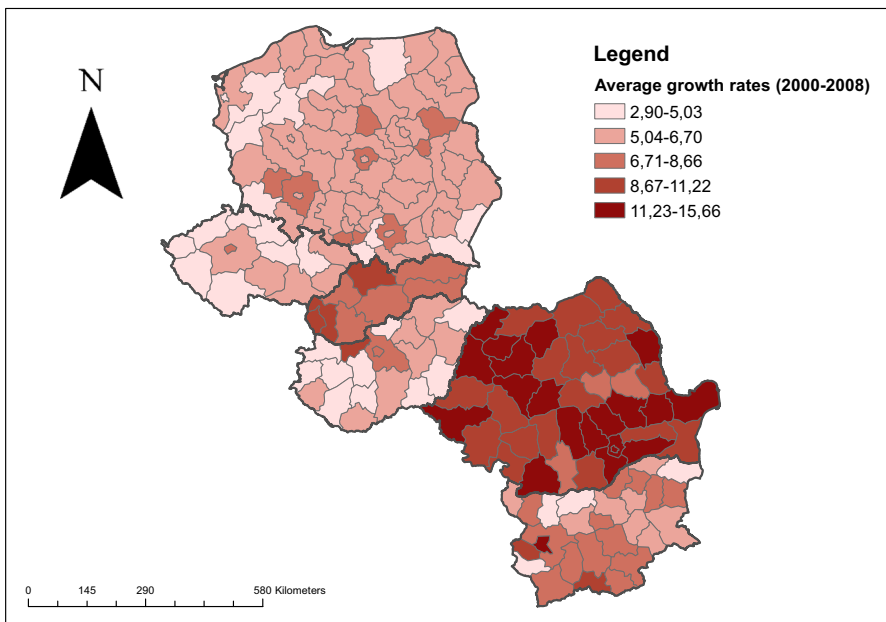 N
Legend
Average growth rates (2000-2008)
2,90-5,03
5,04-6,70
6,71-8,66
8,67-11,22
11,23-15,66
0 145 290 580 Kilometers